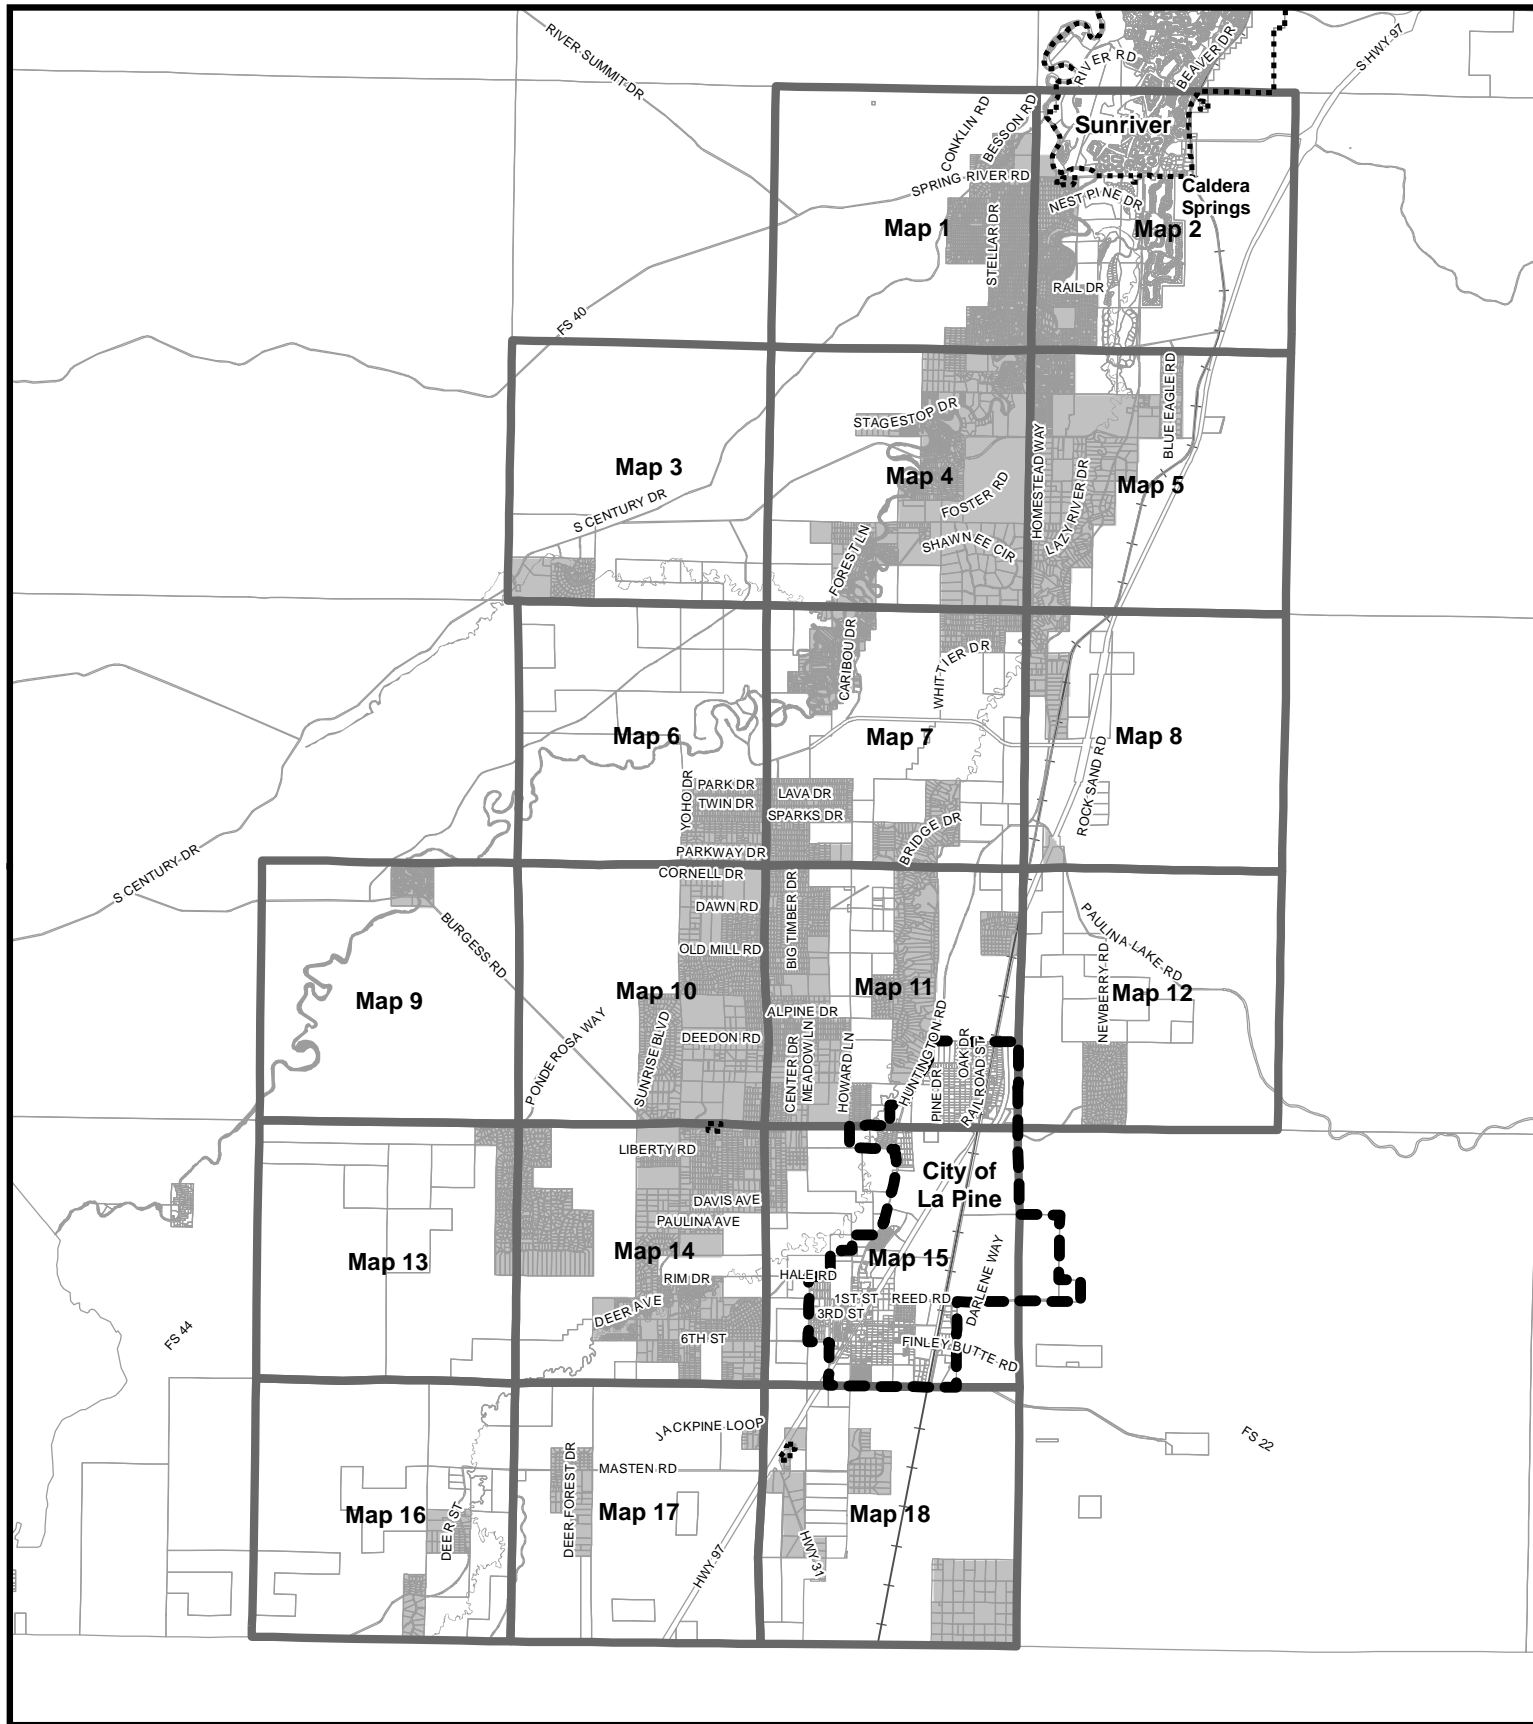 RIVER SUMMIT DR
RIVER RD
BEAVER DR
S HWY 97
CONKLIN RD
BESSON RD
Sunriver
SPRING RIVER RD
NEST PINE DR
Caldera
Springs
Map 1
STELLAR DR
Map 2
RAIL DR
FS 40
STAGESTOP DR
BLUE EAGLE RD
Map 3
Map 4
HOMESTEAD WAY
LAZY RIVER DR
Map 5
S CENTURY DR
FOSTER RD
FOREST LN
SHAWNEE CIR
CARIBOU DR
WHITTIER DR
Map 6
Map 7
Map 8
ROCK SAND RD
YOHO DR
PARK DR
LAVA DR
TWIN DR
SPARKS DR
BRIDGE DR
PARKWAY DR
S CENTURY DR
CORNELL DR
BIG TIMBER DR
DAWN RD
BURGESS RD
OLD MILL RD
PAULINA LAKE RD
NEWBERRY RD
Map 9
Map 10
Map 11
Map 12
ALPINE DR
PONDEROSA WAY
SUNRISE BLVD
DEEDON RD
CENTER DR
MEADOW LN
HOWARD LN
HUNTINGTON RD
PINE DR
OAK DR
RAILROAD ST
LIBERTY RD
City of
La Pine
DAVIS AVE
PAULINA AVE
Map 13
Map 14
Map 15
DARLENE WAY
RIM DR
HALE RD
1ST ST
REED RD
3RD ST
DEER AVE
6TH ST
FINLEY BUTTE RD
FS 44
JACKPINE LOOP
FS 22
MASTEN RD
DEER FOREST DR
Map 16
DEER ST
Map 17
Map 18
HWY 31
HWY 97